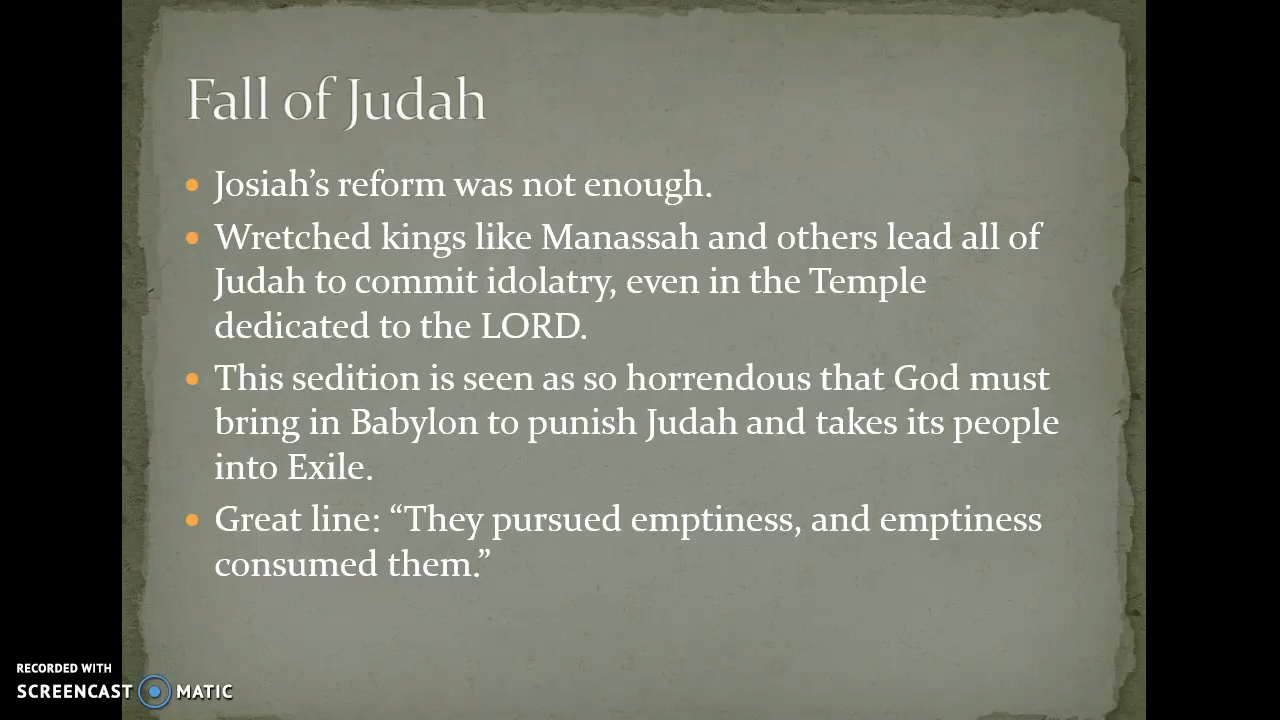 Fall of Judah
• Josiah’s reform was not enough.
• Wretched kings like Manassah and others lead all of
Judah to commit idolatry, even in the Temple
dedicated to the LORD.
• This sedition is seen as so horrendous that God must
bring in Babylon to punish Judah and takes its people
into Exile.
• Great line: “They pursued emptiness, and emptiness
consumed them.”
RECORDED WITH
SCREENCAST MATIC